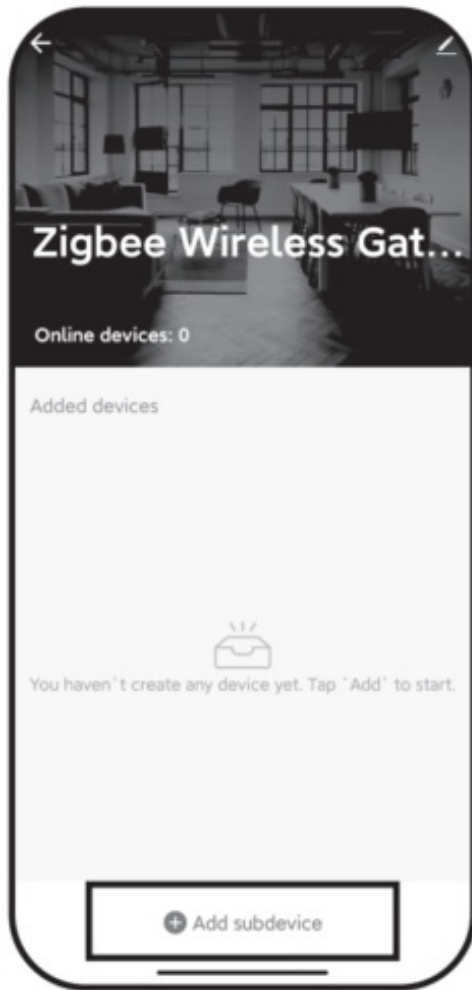 Zigbee Wireless Gat...
Online devices: 0
Added devices
You haven't create any device yet. Tap 'Add' to start.
Add subdevice